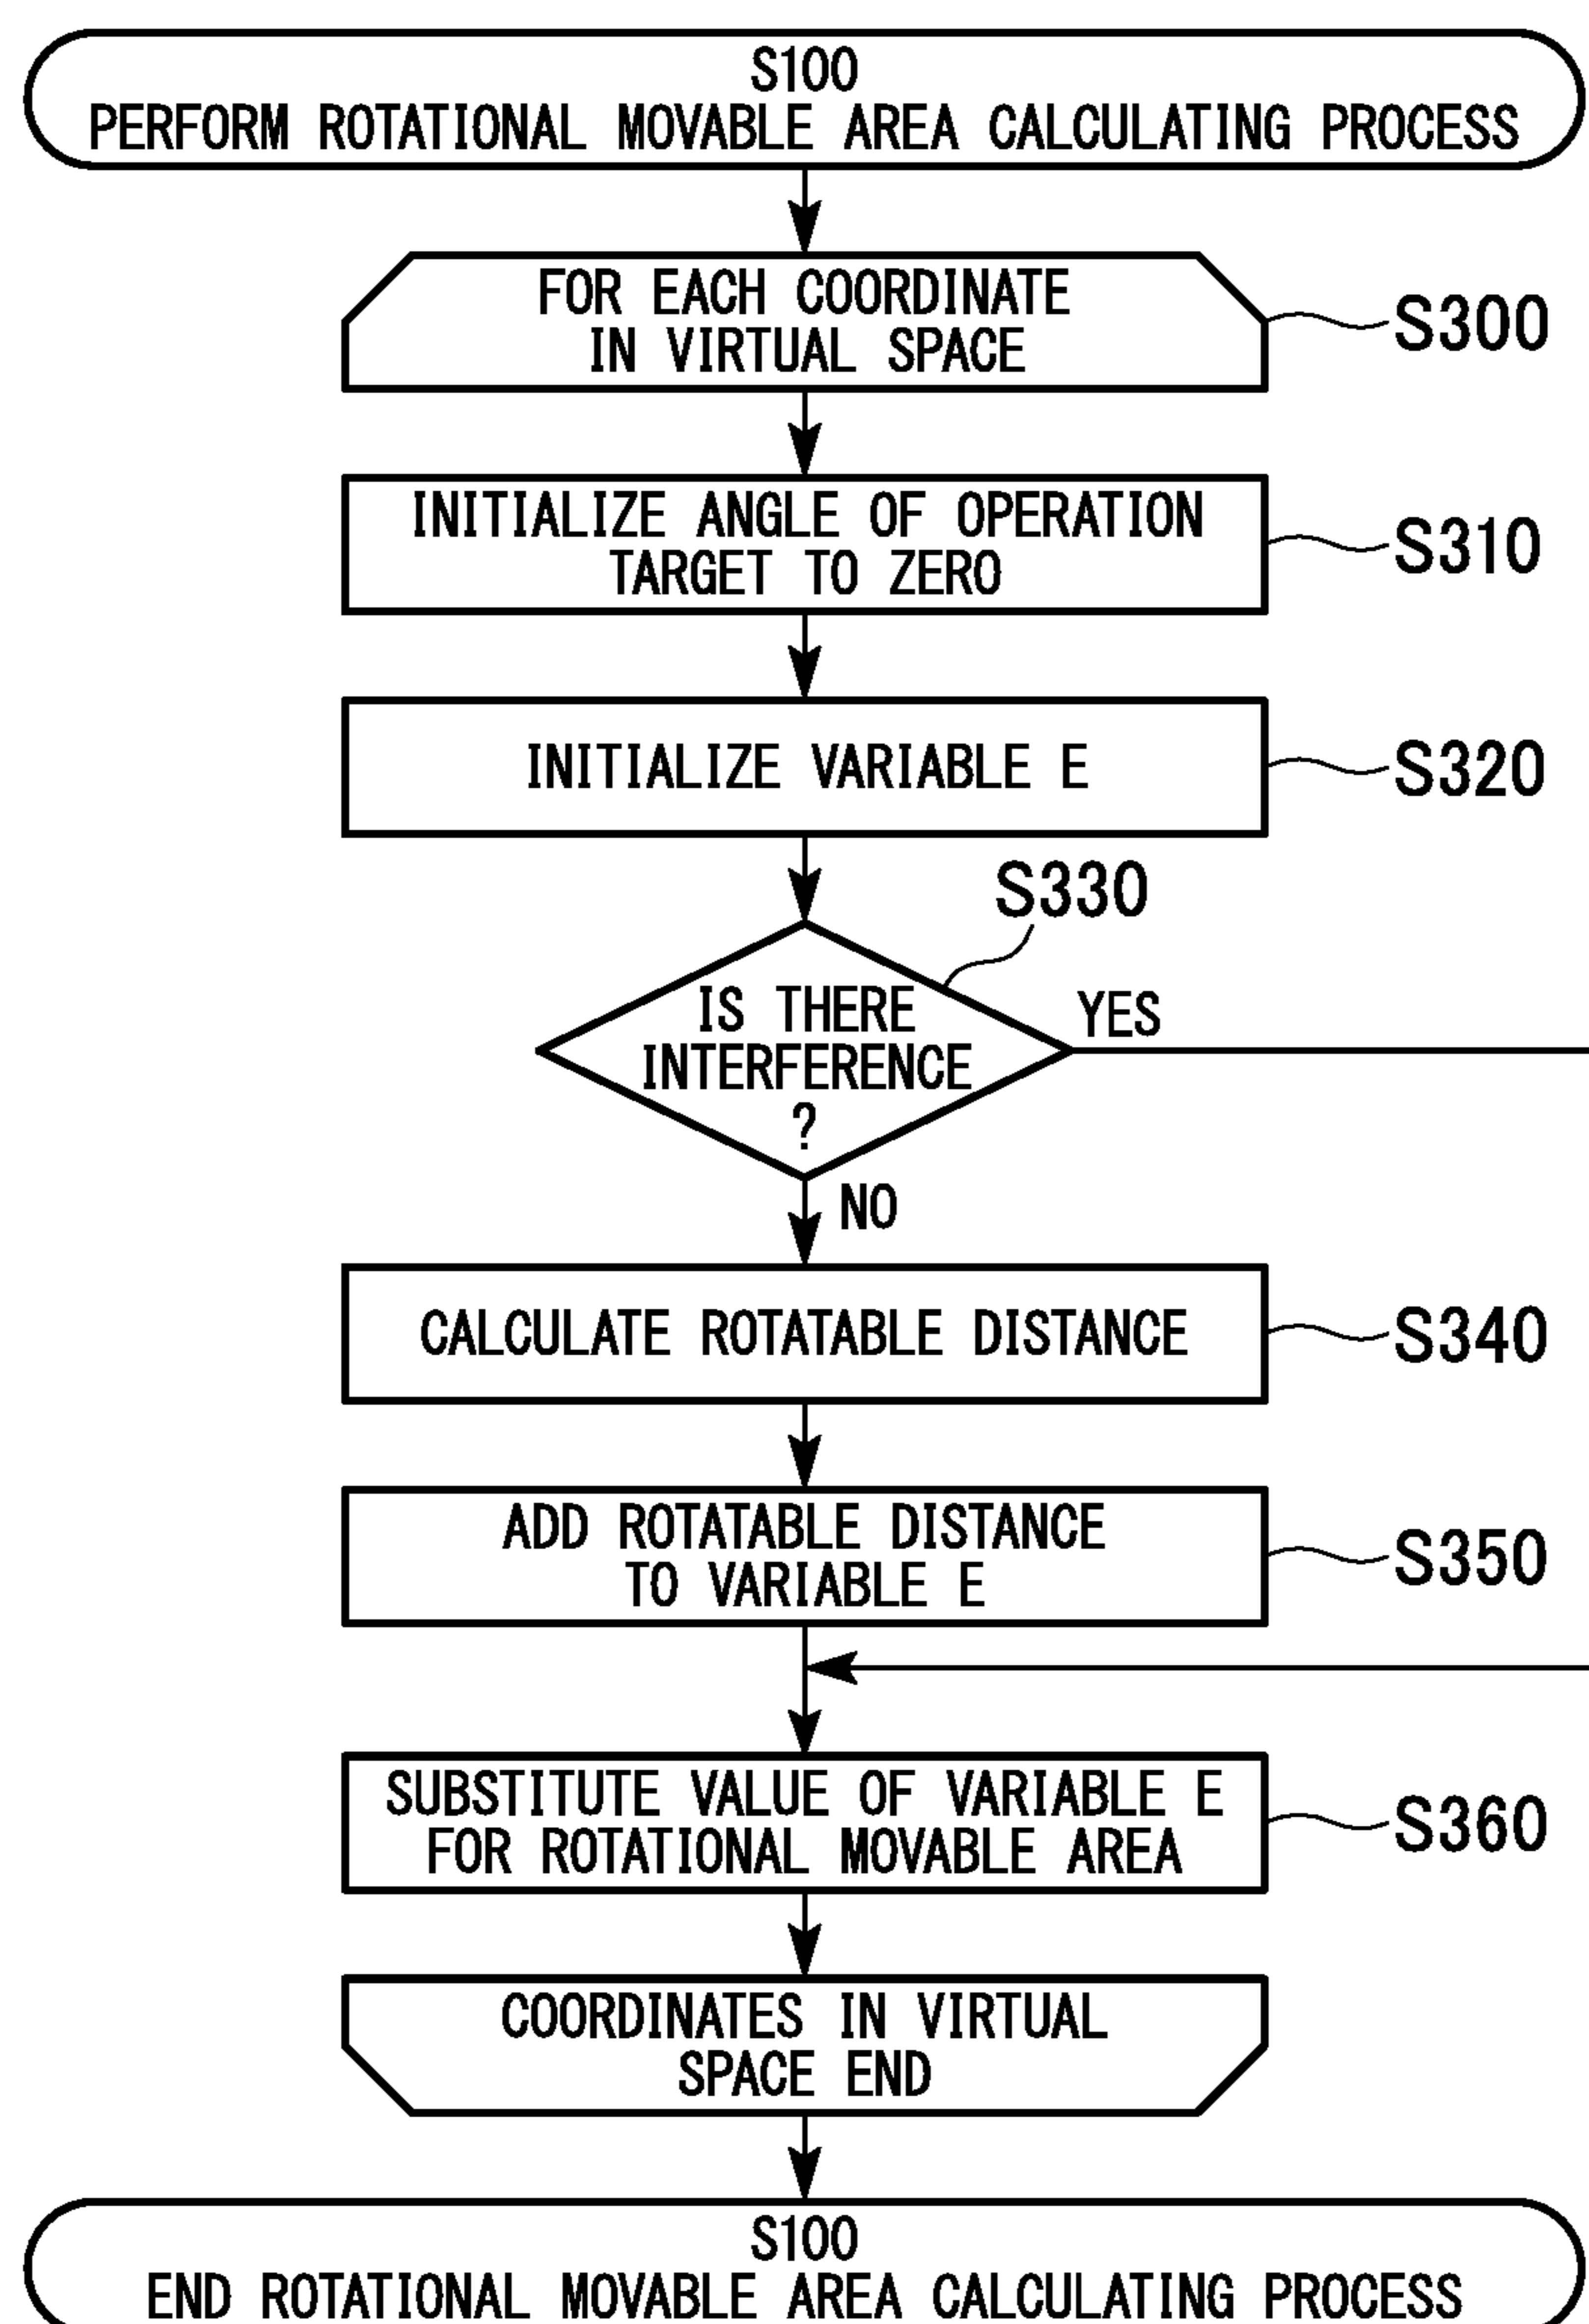 S100
PERFORM ROTATIONAL MOVABLE AREA CALCULATING PROCESS
FOR EACH COORDINATE
IN VIRTUAL SPACE
S300
INITIALIZE ANGLE OF OPERATION
TARGET TO ZERO
S310
INITIALIZE VARIABLE E
S320
S330
IS THERE
INTERFERENCE
?
YES
NO
CALCULATE ROTATABLE DISTANCE
S340
ADD ROTATABLE DISTANCE
TO VARIABLE E
S350
SUBSTITUTE VALUE OF VARIABLE E
FOR ROTATIONAL MOVABLE AREA
S360
COORDINATES IN VIRTUAL
SPACE END
S100
END ROTATIONAL MOVABLE AREA CALCULATING PROCESS